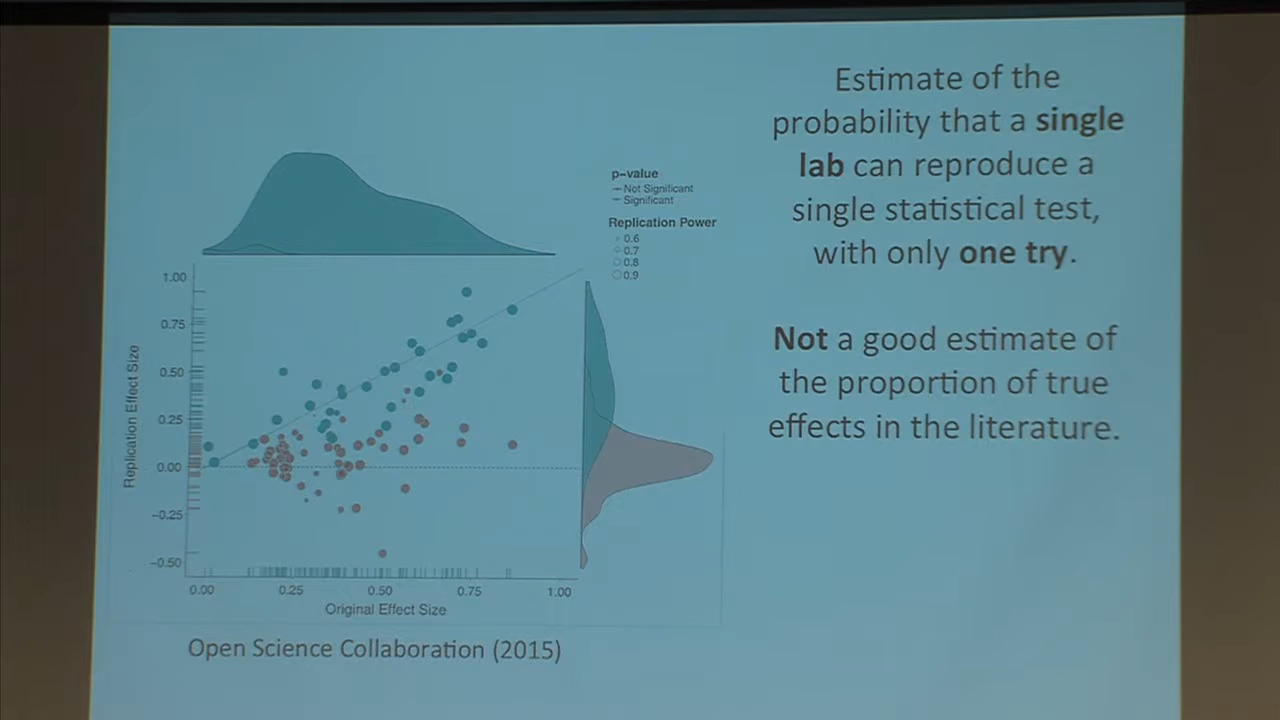 Estimate of the
probability that a single
lab can reproduce a
single statistical test,
with only one try.
Not a good estimate of
the proportion of true
effects in the literature.
p-value
Not Significant
Significant
Replication Power
0.6
0.7
0.8
0.9
Replication Effect Size
1.00
0.75
0.50
0.25
0.00
−0.25
−0.50
0.00 0.25 0.50 0.75 1.00
Original Effect Size
Open Science Collaboration (2015)